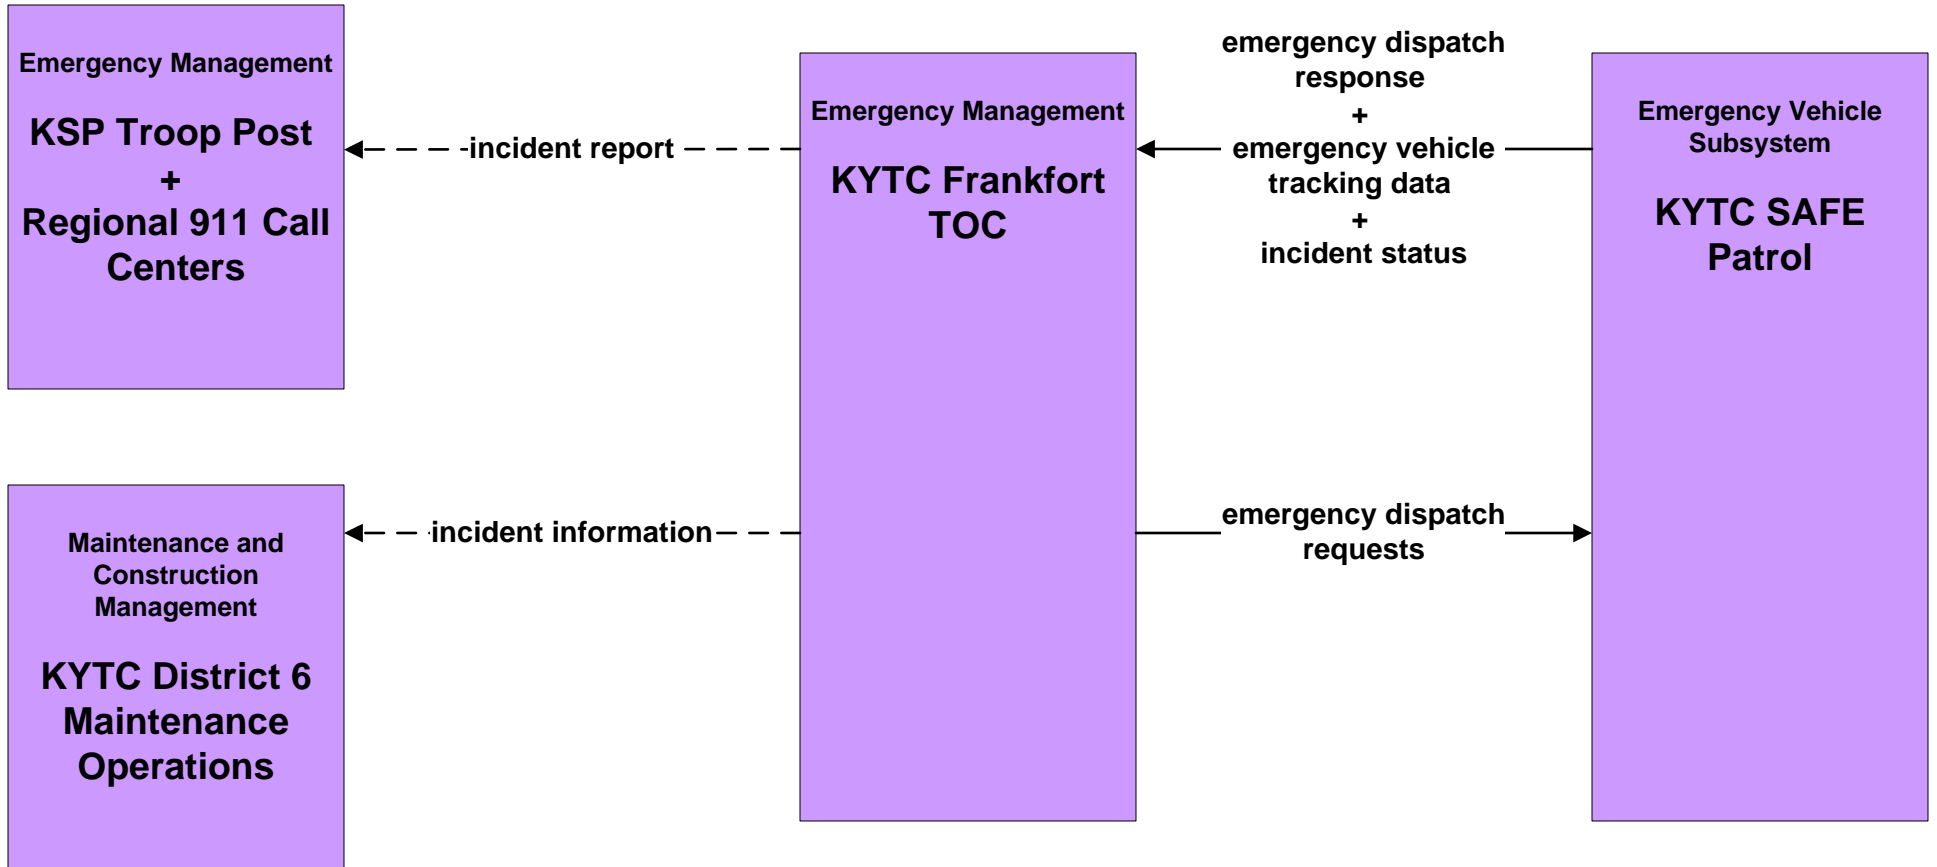 Emergency Management
KSP Troop Post
+
Regional 911 Call
Centers
incident report
Emergency Management
KYTC Frankfort
TOC
emergency dispatch
response
+
emergency vehicle
tracking data
+
incident status
Emergency Vehicle
Subsystem
KYTC SAFE
Patrol
Maintenance and
Construction
Management
KYTC District 6
Maintenance
Operations
incident information
emergency dispatch
requests